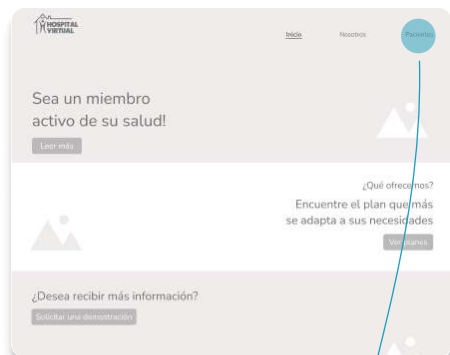 HOSPITAL
VIRTUAL
Inicio
Nosotros
Pacientes
Sea un miembro
activo de su salud!
Leer más
¿Qué ofrecemos?
Encuentre el plan que más
se adapta a sus necesidades
Ver planes
¿Desea recibir más información?
Solicitar una demostración